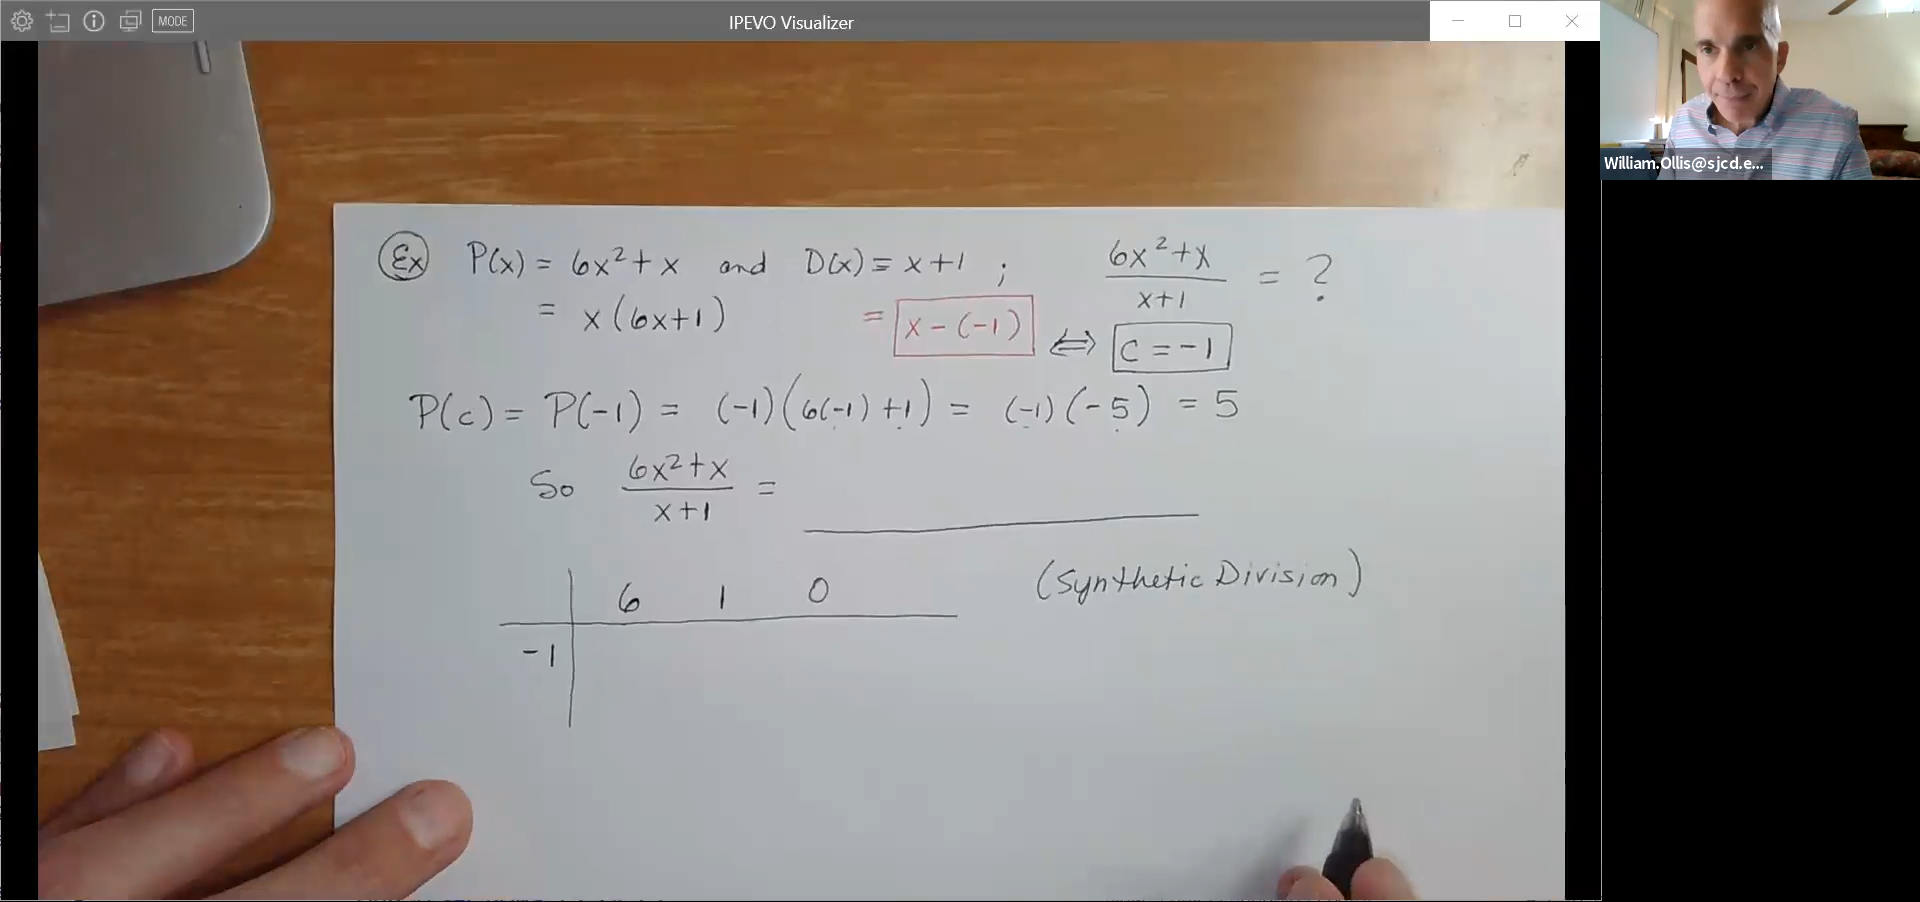 MODE
IPEVO Visualizer
William.Ollis@sjcd.e...
Ex P(x) = 6x²+x and D(x) = x+1 ; (6x²+x)/(x+1) = ?
= x(6x+1) = x-(-1) ⟺ c = -1
P(c) = P(-1) = (-1)(6(-1)+1) = (-1)(-5) = 5
So (6x²+x)/(x+1) =
6 1 0 (Synthetic Division)
-1